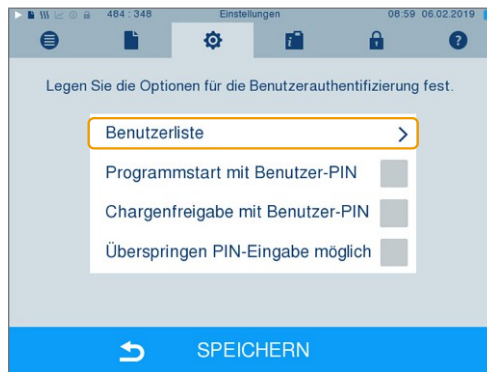 484 : 348 Einstellungen 08:59 06.02.2019
Legen Sie die Optionen für die Benutzerauthentifizierung fest.
Benutzerliste
Programmstart mit Benutzer-PIN
Chargenfreigabe mit Benutzer-PIN
Überspringen PIN-Eingabe möglich
SPEICHERN